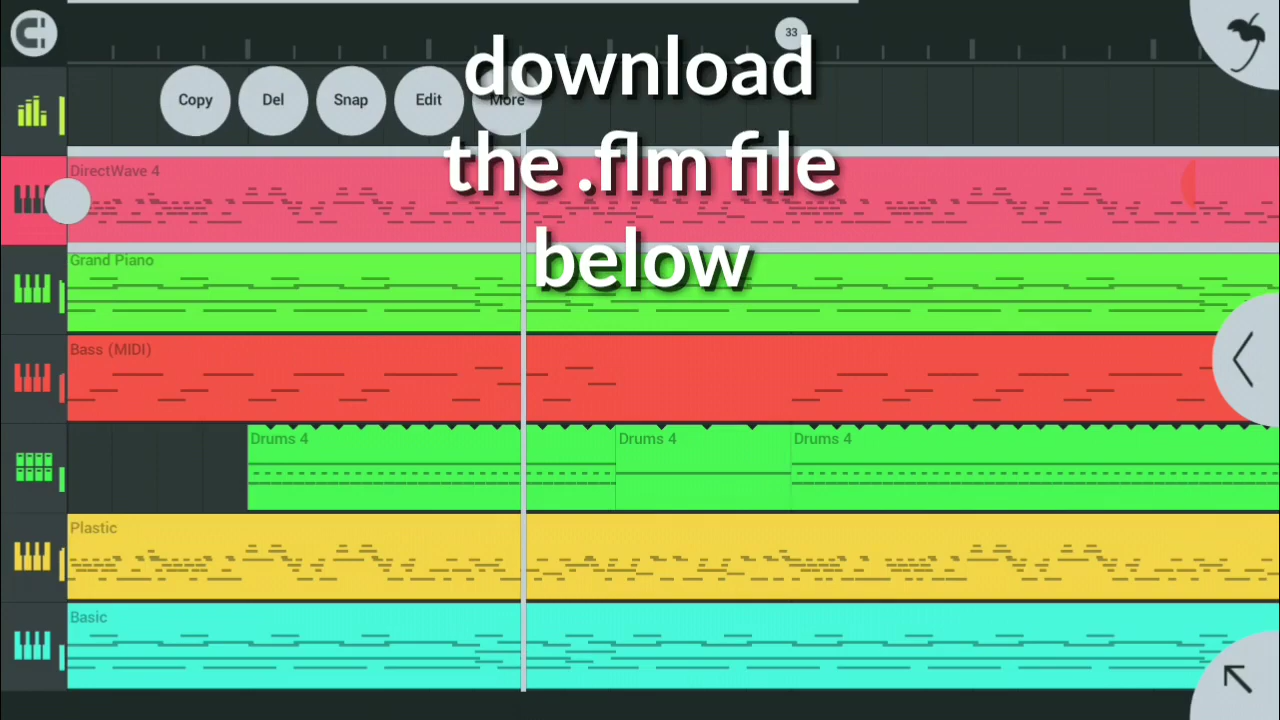 33
download
Copy Del Snap Edit More
the .flm file
DirectWave 4
below
Grand Piano
Bass (MIDI)
Drums 4 Drums 4 Drums 4
Plastic
Basic